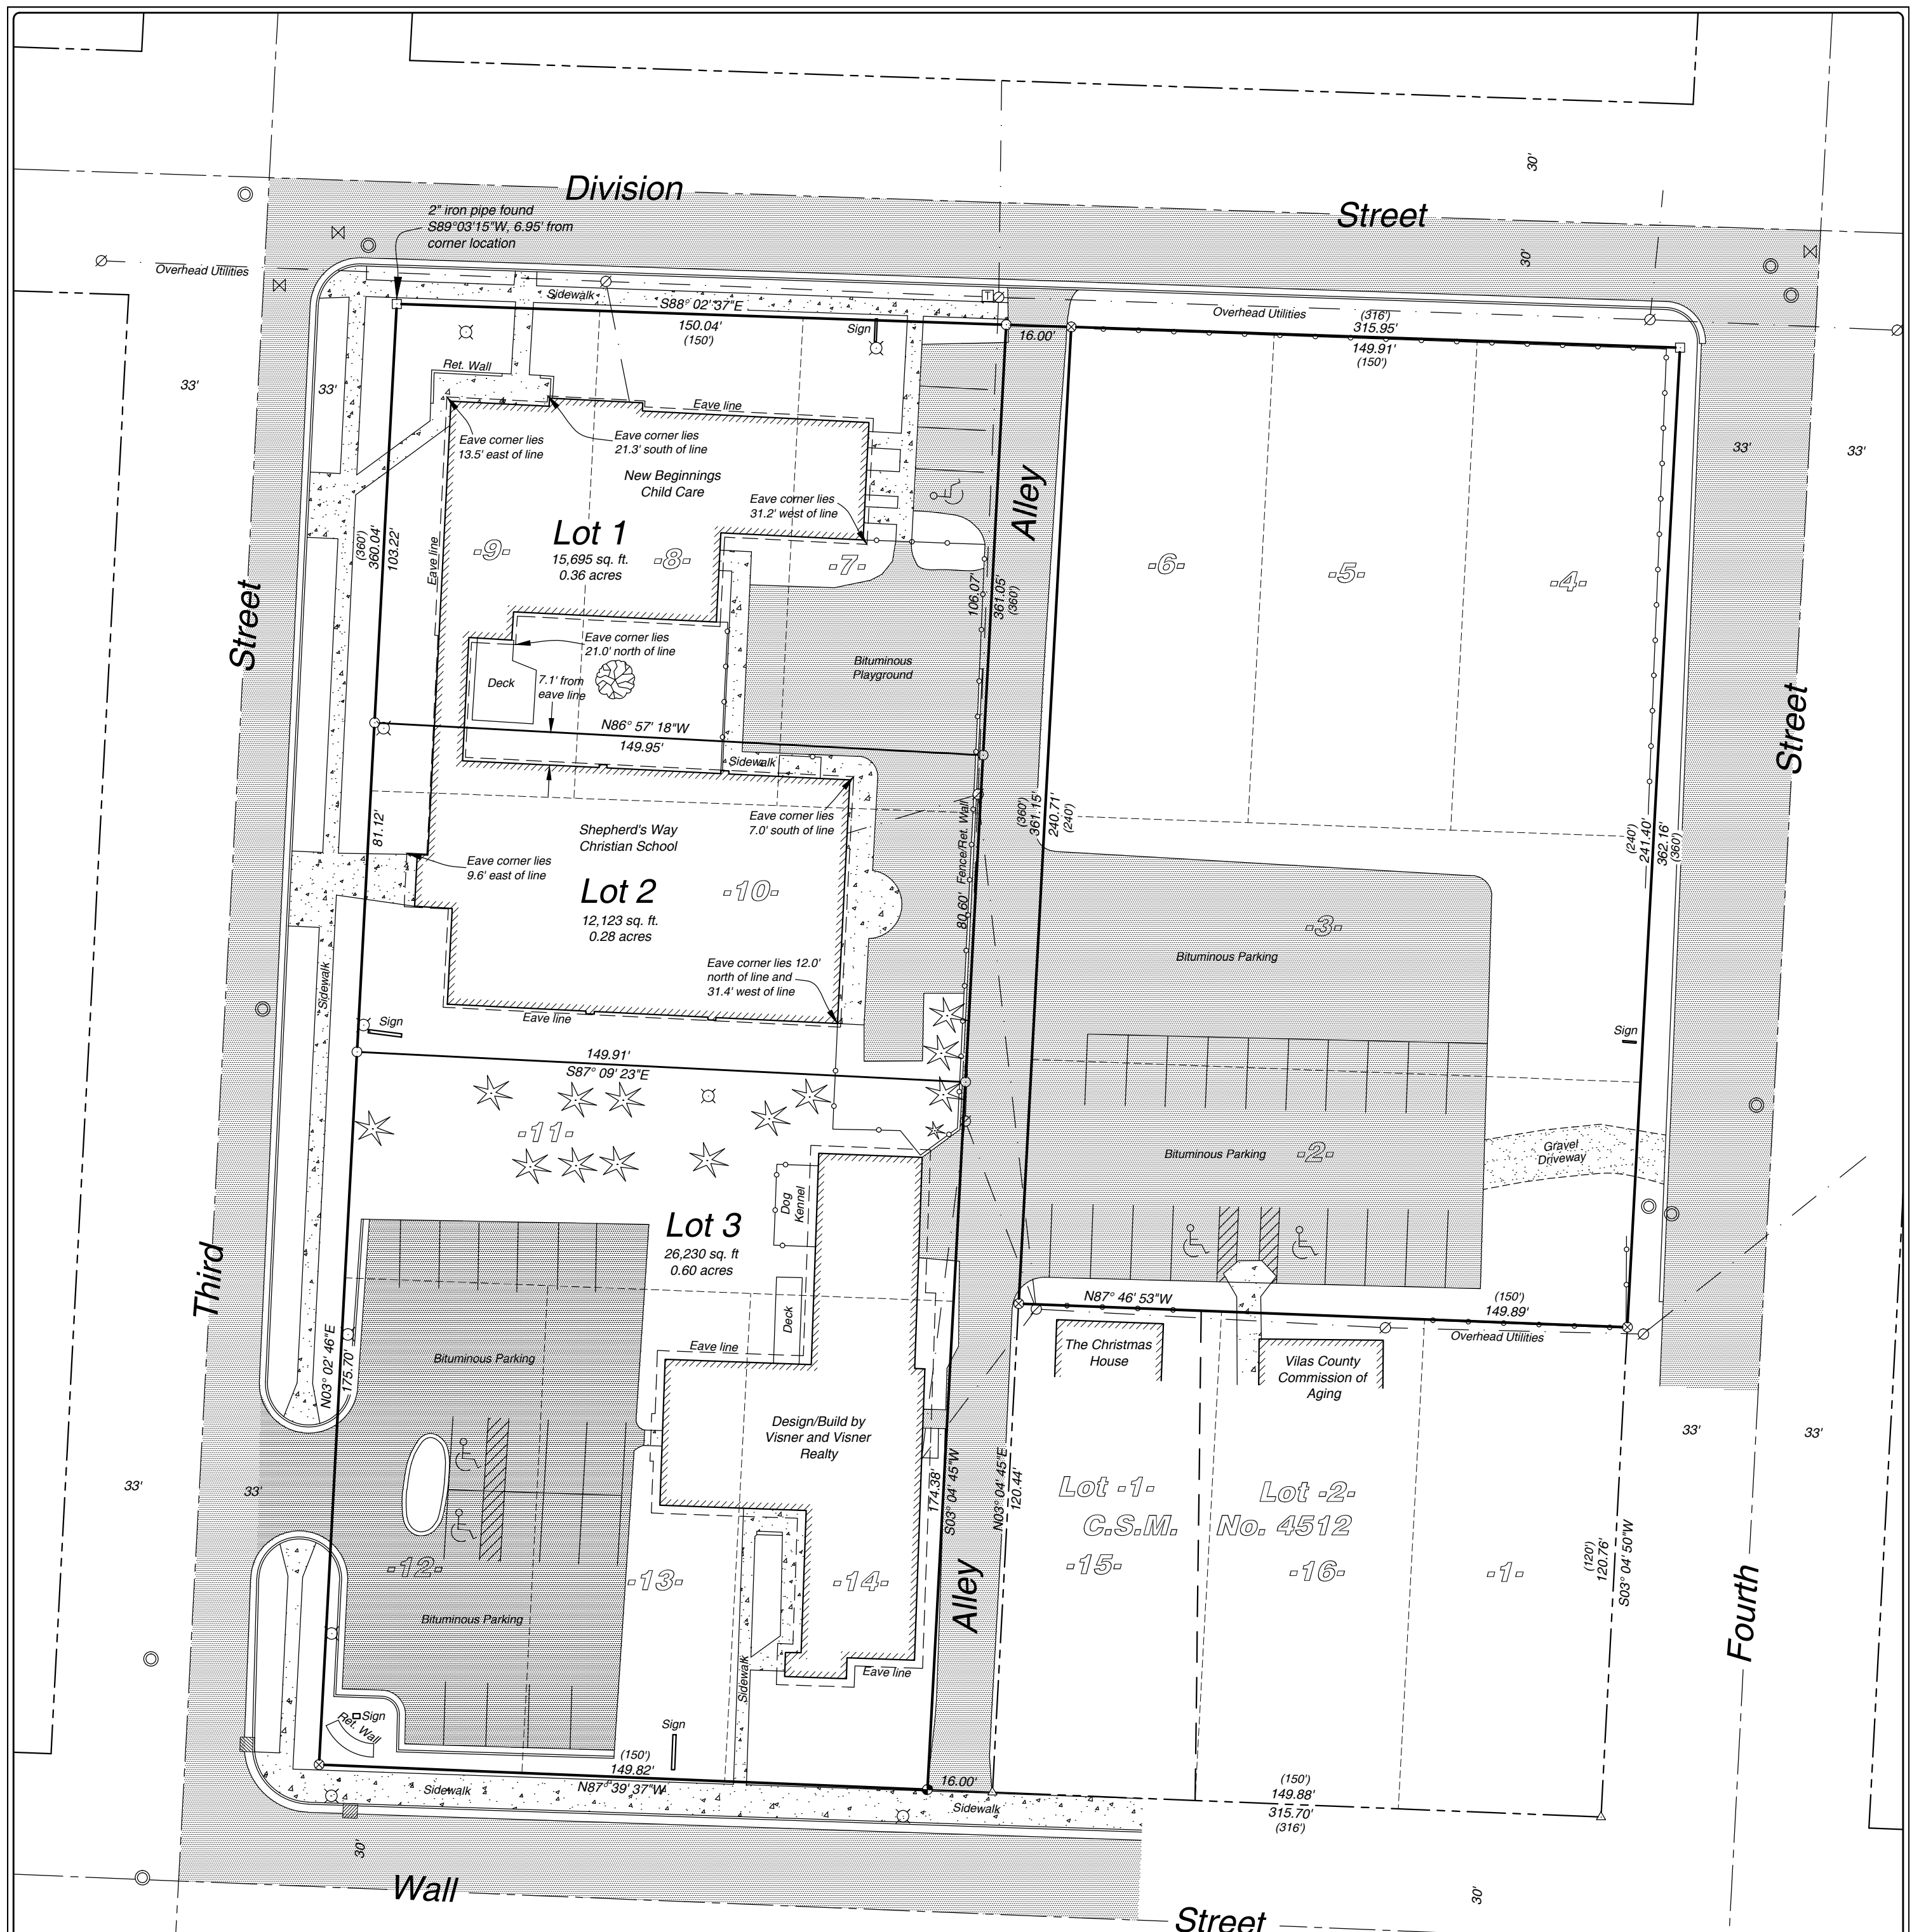 Division
Street
30'
30'
2" iron pipe found
S89°03'15"W, 6.95' from
corner location
Overhead Utilities
Sidewalk
S88° 02' 37"E
150.04'
(150')
Sign
16.00'
Overhead Utilities
(316')
315.95'
149.91'
(150')
T
33'
33'
33'
33'
Ret. Wall
Eave line
Eave corner lies
13.5' east of line
Eave corner lies
21.3' south of line
New Beginnings
Child Care
Eave corner lies
31.2' west of line
Alley
Lot 1
15,695 sq. ft.
0.36 acres
-9-
-8-
-7-
-6-
-5-
-4-
(360')
360.04'
103.22'
Eave line
106.07'
361.05'
(360')
Street
Eave corner lies
21.0' north of line
Deck
7.1' from
eave line
Bituminous
Playground
Street
N86° 57' 18"W
149.95'
Sidewalk
81.12'
Shepherd's Way
Christian School
Eave corner lies
7.0' south of line
Fence/Ret. Wall
(360')
361.15'
240.71'
(240')
(240')
241.40'
362.16'
(360')
Eave corner lies
9.6' east of line
Lot 2
12,123 sq. ft.
0.28 acres
-10-
80.60'
-3-
Bituminous Parking
Sidewalk
Eave corner lies 12.0'
north of line and
31.4' west of line
Sign
Eave line
Sign
149.91'
S87° 09' 23"E
-11-
Bituminous Parking
-2-
Gravel
Driveway
Dog
Kennel
Lot 3
26,230 sq. ft
0.60 acres
Third
Deck
N87° 46' 53"W
(150')
149.89'
Overhead Utilities
Eave line
The Christmas
House
Vilas County
Commission of
Aging
N03° 02' 46"E
175.70'
Bituminous Parking
Design/Build by
Visner and Visner
Realty
33'
33'
33'
33'
174.38'
S03° 04' 45"W
N03° 04' 45"E
120.44'
Lot -1-
Lot -2-
C.S.M.
No. 4512
-12-
-13-
-14-
-15-
-16-
-1-
(120')
120.76'
S03° 04' 50"W
Alley
Fourth
Bituminous Parking
Sidewalk
Eave line
Sign
Ret. Wall
Sign
(150')
149.82'
N87° 39' 37"W
16.00'
Sidewalk
Sidewalk
(150')
149.88'
315.70'
(316')
30'
Wall
Street
30'